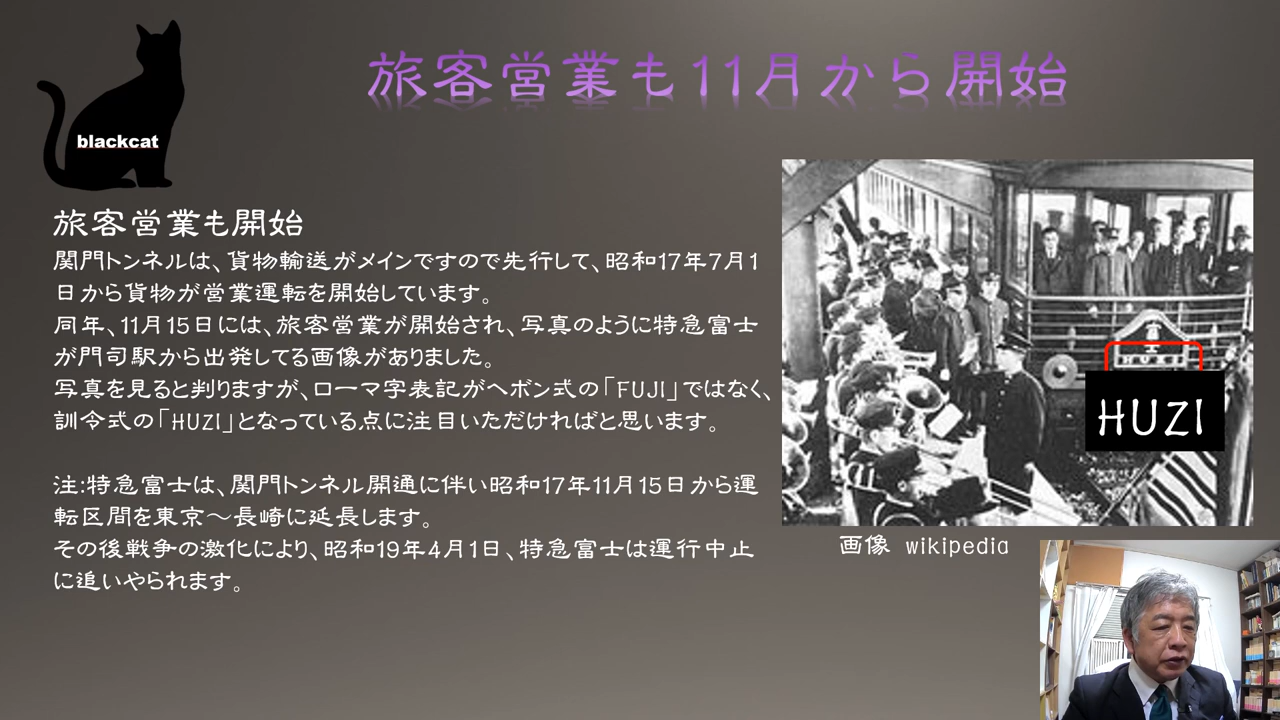 旅客営業も11月から開始
blackcat
旅客営業も開始
関門トンネルは、貨物輸送がメインですので先行して、昭和17年7月1
日から貨物が営業運転を開始しています。
同年、11月15日には、旅客営業が開始され、写真のように特急富士
が門司駅から出発してる画像がありました。
写真を見ると判りますが、ローマ字表記がヘボン式の「FUJI」ではなく、
訓令式の「HUZI」となっている点に注目いただければと思います。
注:特急富士は、関門トンネル開通に伴い昭和17年11月15日から運
転区間を東京～長崎に延長します。
その後戦争の激化により、昭和19年4月1日、特急富士は運行中止
に追いやられます。
HUZI
HUZI
画像 wikipedia